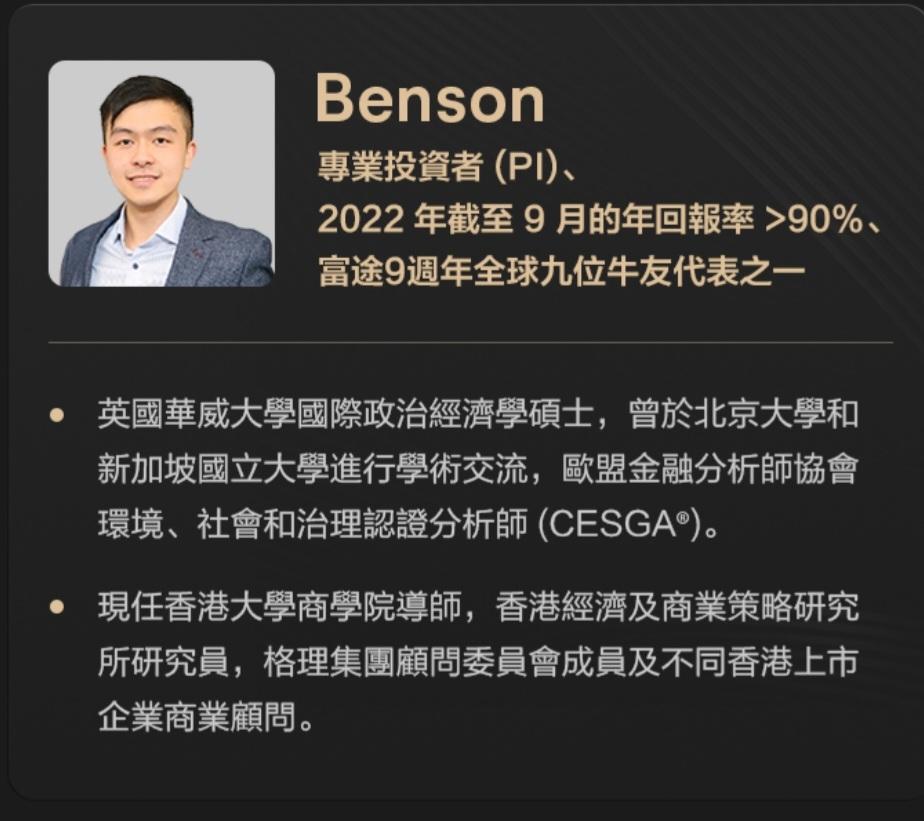 Benson
專業投資者 (PI)、
2022 年截至 9 月的年回報率 >90%、
富途9週年全球九位牛友代表之一
英國華威大學國際政治經濟學碩士，曾於北京大學和
新加坡國立大學進行學術交流，歐盟金融分析師協會
環境、社會和治理認證分析師 (CESGA®)。
現任香港大學商學院導師，香港經濟及商業策略研究
所研究員，格理集團顧問委員會成員及不同香港上市
企業商業顧問。